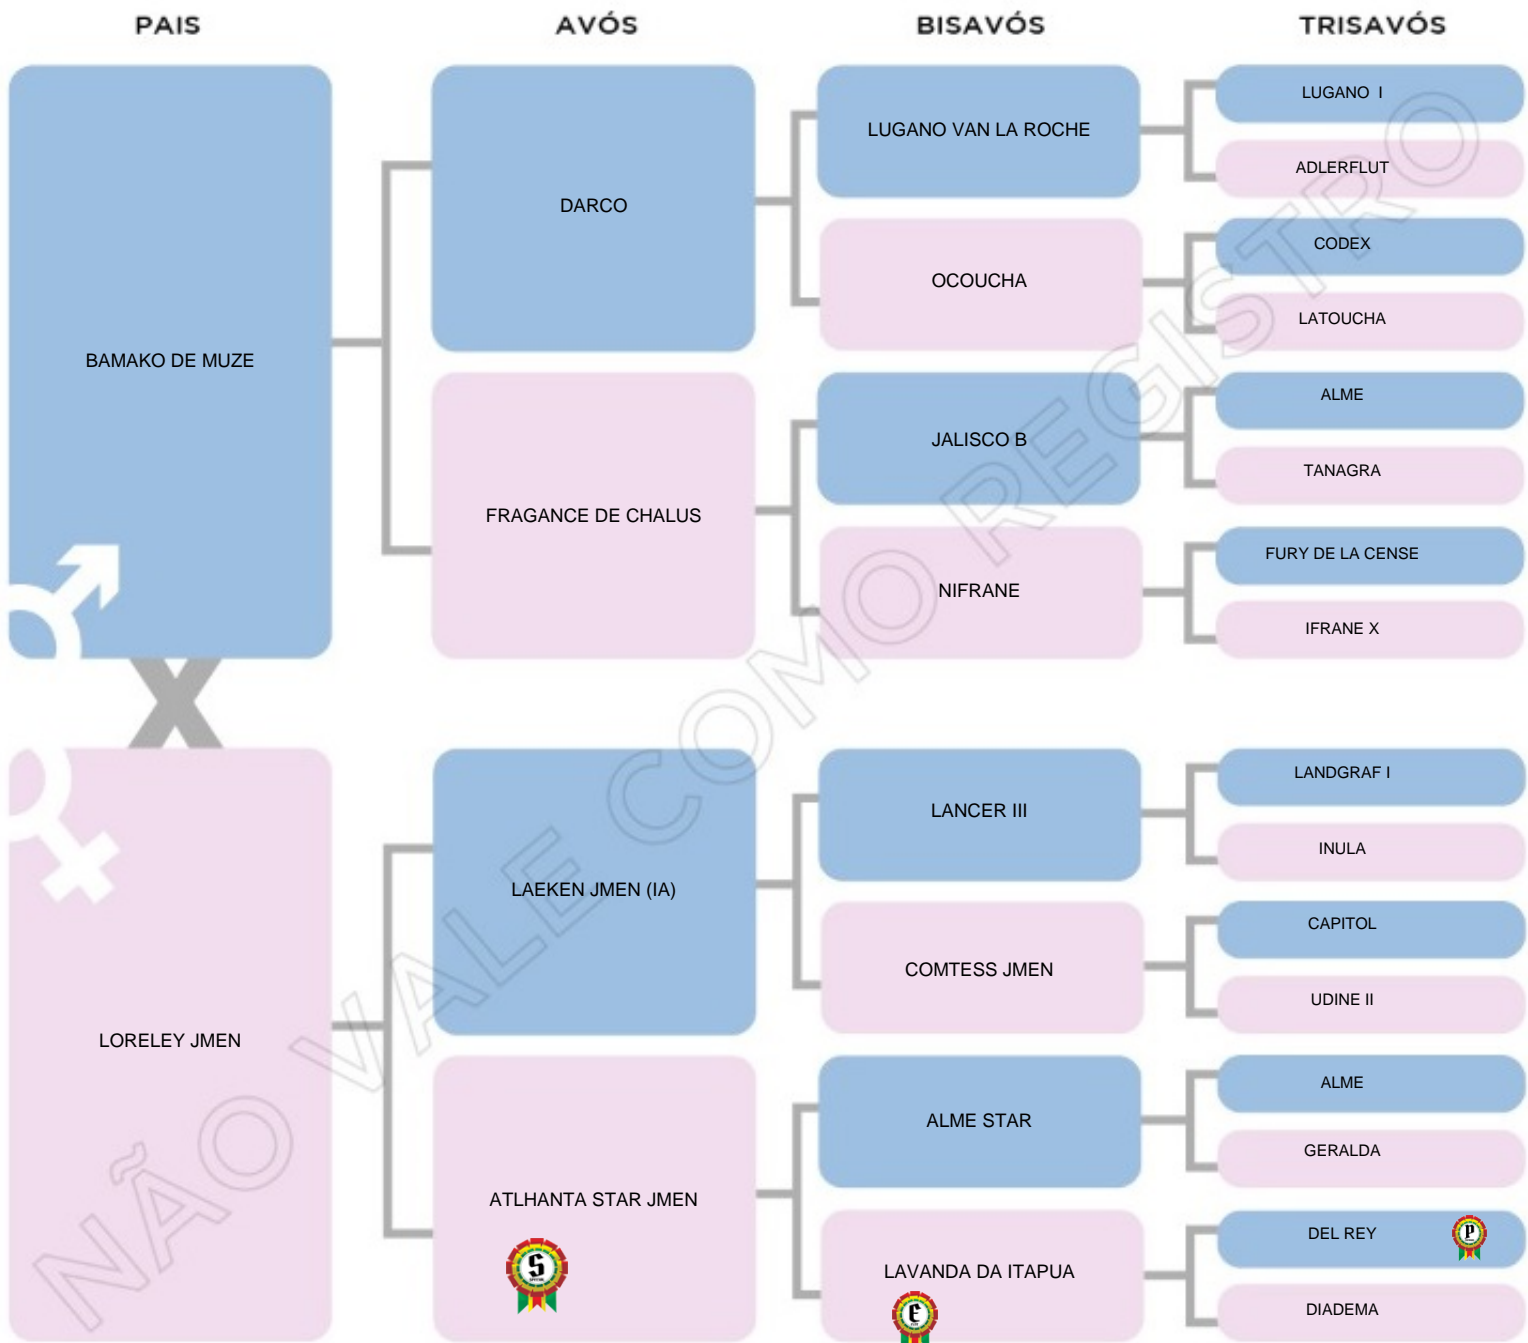 PAIS AVÓS BISAVÓS TRISAVÓS
BAMAKO DE MUZE
DARCO
FRAGANCE DE CHALUS
LUGANO VAN LA ROCHE
OCOUCHA
JALISCO B
NIFRANE
LUGANO I
ADLERFLUT
CODEX
LATOUCHA
ALME
TANAGRA
FURY DE LA CENSE
IFRANE X
X
LORELEY JMEN
LAEKEN JMEN (IA)
ATLHANTA STAR JMEN
S
LANCER III
COMTESS JMEN
ALME STAR
LAVANDA DA ITAPUA
E
LANDGRAF I
INULA
CAPITOL
UDINE II
ALME
GERALDA
DEL REY
P
DIADEMA
NÃO VALE COMO REGISTRO